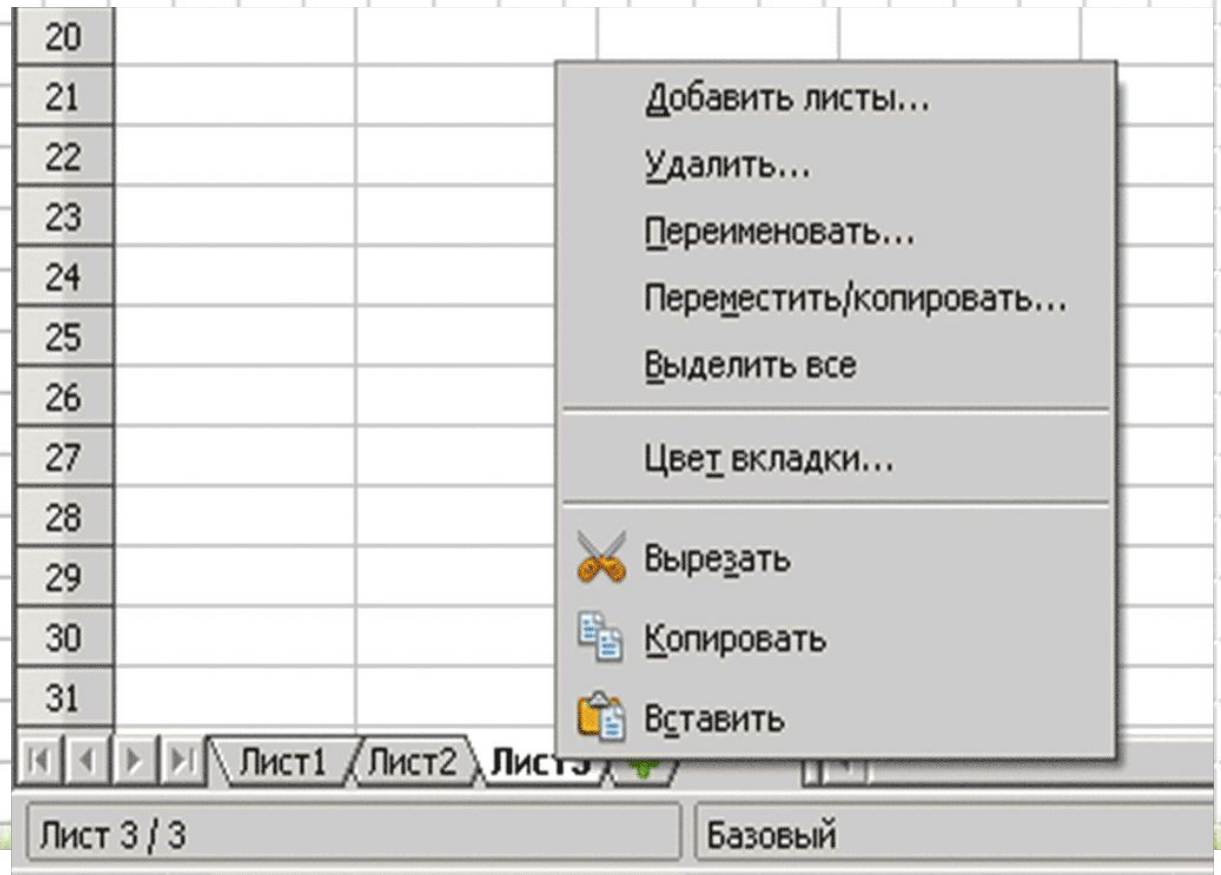 20
21
22
23
24
25
26
27
28
29
30
31
Добавить листы...
Удалить...
Переименовать...
Переместить/копировать...
Выделить все
Цвет вкладки...
Вырезать
Копировать
Вставить
Лист1 Лист2 Лист3
Лист 3 / 3 Базовый